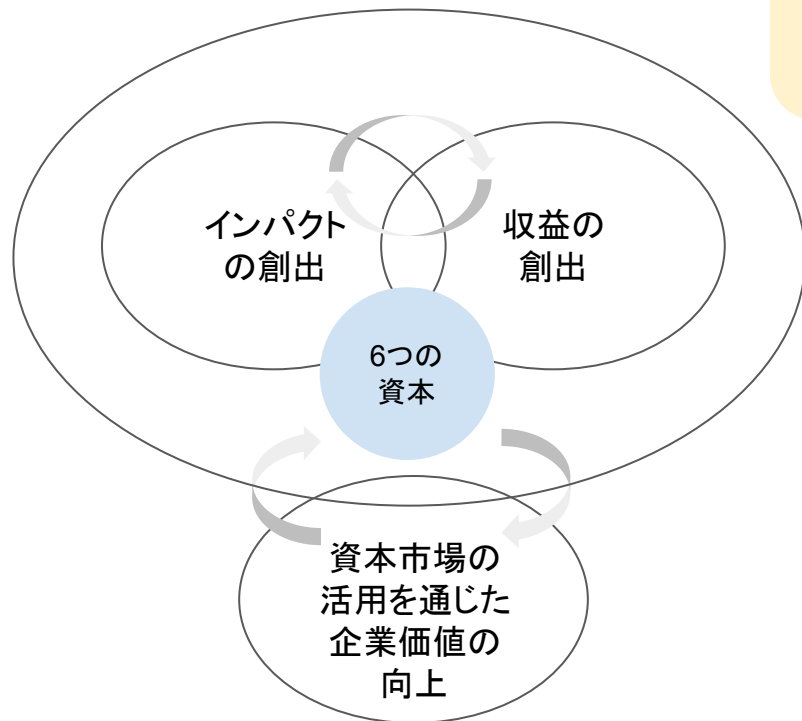 インパクト
の創出
収益の
創出
6つの
資本
資本市場の
活用を通じた
企業価値の
向上